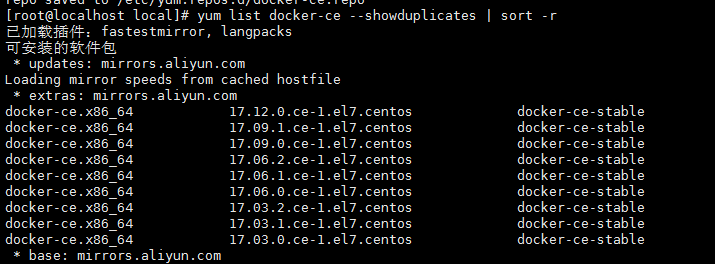 repo saved to /etc/yum.repos.d/docker-ce.repo
[root@localhost local]# yum list docker-ce --showduplicates | sort -r
已加载插件：fastestmirror, langpacks
可安装的软件包
 * updates: mirrors.aliyun.com
Loading mirror speeds from cached hostfile
 * extras: mirrors.aliyun.com
docker-ce.x86_64            17.12.0.ce-1.el7.centos             docker-ce-stable
docker-ce.x86_64            17.09.1.ce-1.el7.centos             docker-ce-stable
docker-ce.x86_64            17.09.0.ce-1.el7.centos             docker-ce-stable
docker-ce.x86_64            17.06.2.ce-1.el7.centos             docker-ce-stable
docker-ce.x86_64            17.06.1.ce-1.el7.centos             docker-ce-stable
docker-ce.x86_64            17.06.0.ce-1.el7.centos             docker-ce-stable
docker-ce.x86_64            17.03.2.ce-1.el7.centos             docker-ce-stable
docker-ce.x86_64            17.03.1.ce-1.el7.centos             docker-ce-stable
docker-ce.x86_64            17.03.0.ce-1.el7.centos             docker-ce-stable
 * base: mirrors.aliyun.com